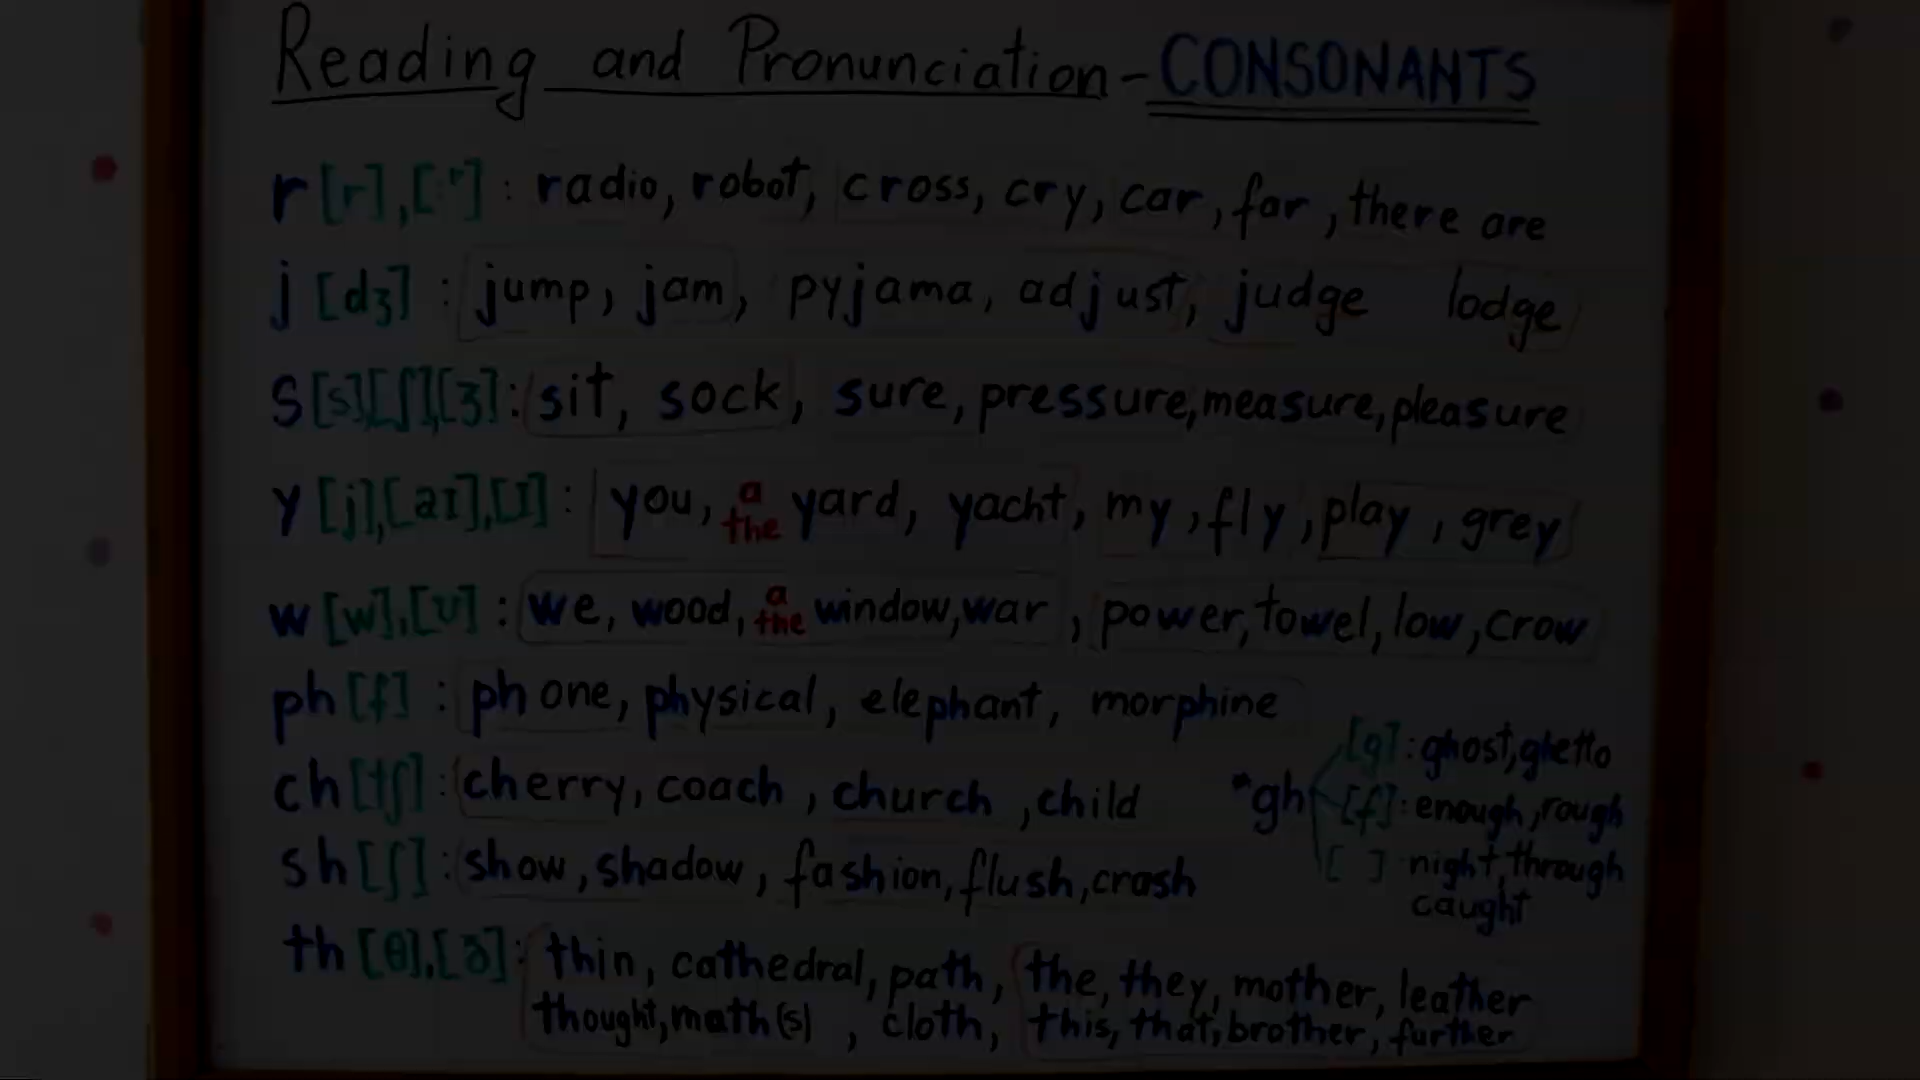 Reading and Pronunciation - CONSONANTS
r [r], [:ʳ] : radio, robot, cross, cry, car, far, there are
j [dʒ] : jump, jam, pyjama, adjust, judge lodge
s [s][ʃ],[ʒ] : sit, sock, sure, pressure, measure, pleasure
y [j],[aɪ],[ɪ] : you, a the yard, yacht, my, fly, play, grey
w [w],[ʊ] : we, wood, a the window, war, power, towel, low, crow
ph [f] : phone, physical, elephant, morphine
ch [tʃ] : cherry, coach, church, child
sh [ʃ] : show, shadow, fashion, flush, crash
*gh [g] : ghost, ghetto
[f] : enough, rough
[ ] night, through
caught
th [θ],[ð] : thin, cathedral, path, the, they, mother, leather
thought, math(s), cloth, this, that, brother, further